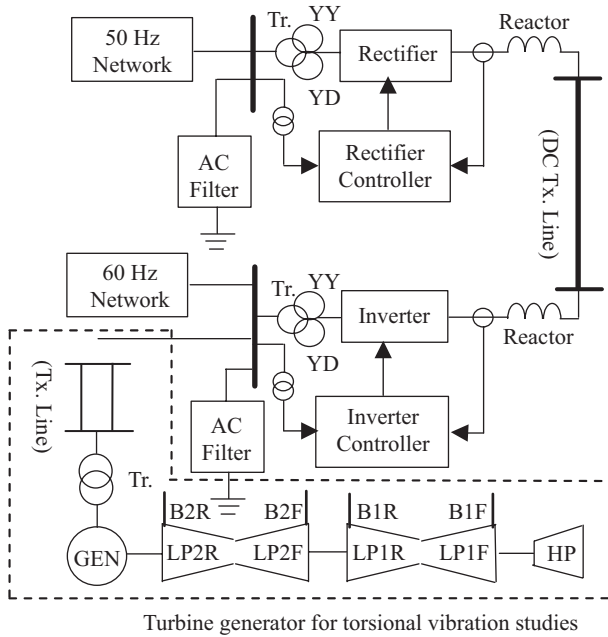 Tr.
YY
Reactor
50 Hz
Network
Rectifier
YD
AC
Filter
Rectifier
Controller
(DC Tx. Line)
60 Hz
Network
Tr.
YY
Inverter
Reactor
YD
(Tx. Line)
AC
Filter
Inverter
Controller
Tr.
B2R
B2F
B1R
B1F
GEN
LP2R
LP2F
LP1R
LP1F
HP
Turbine generator for torsional vibration studies